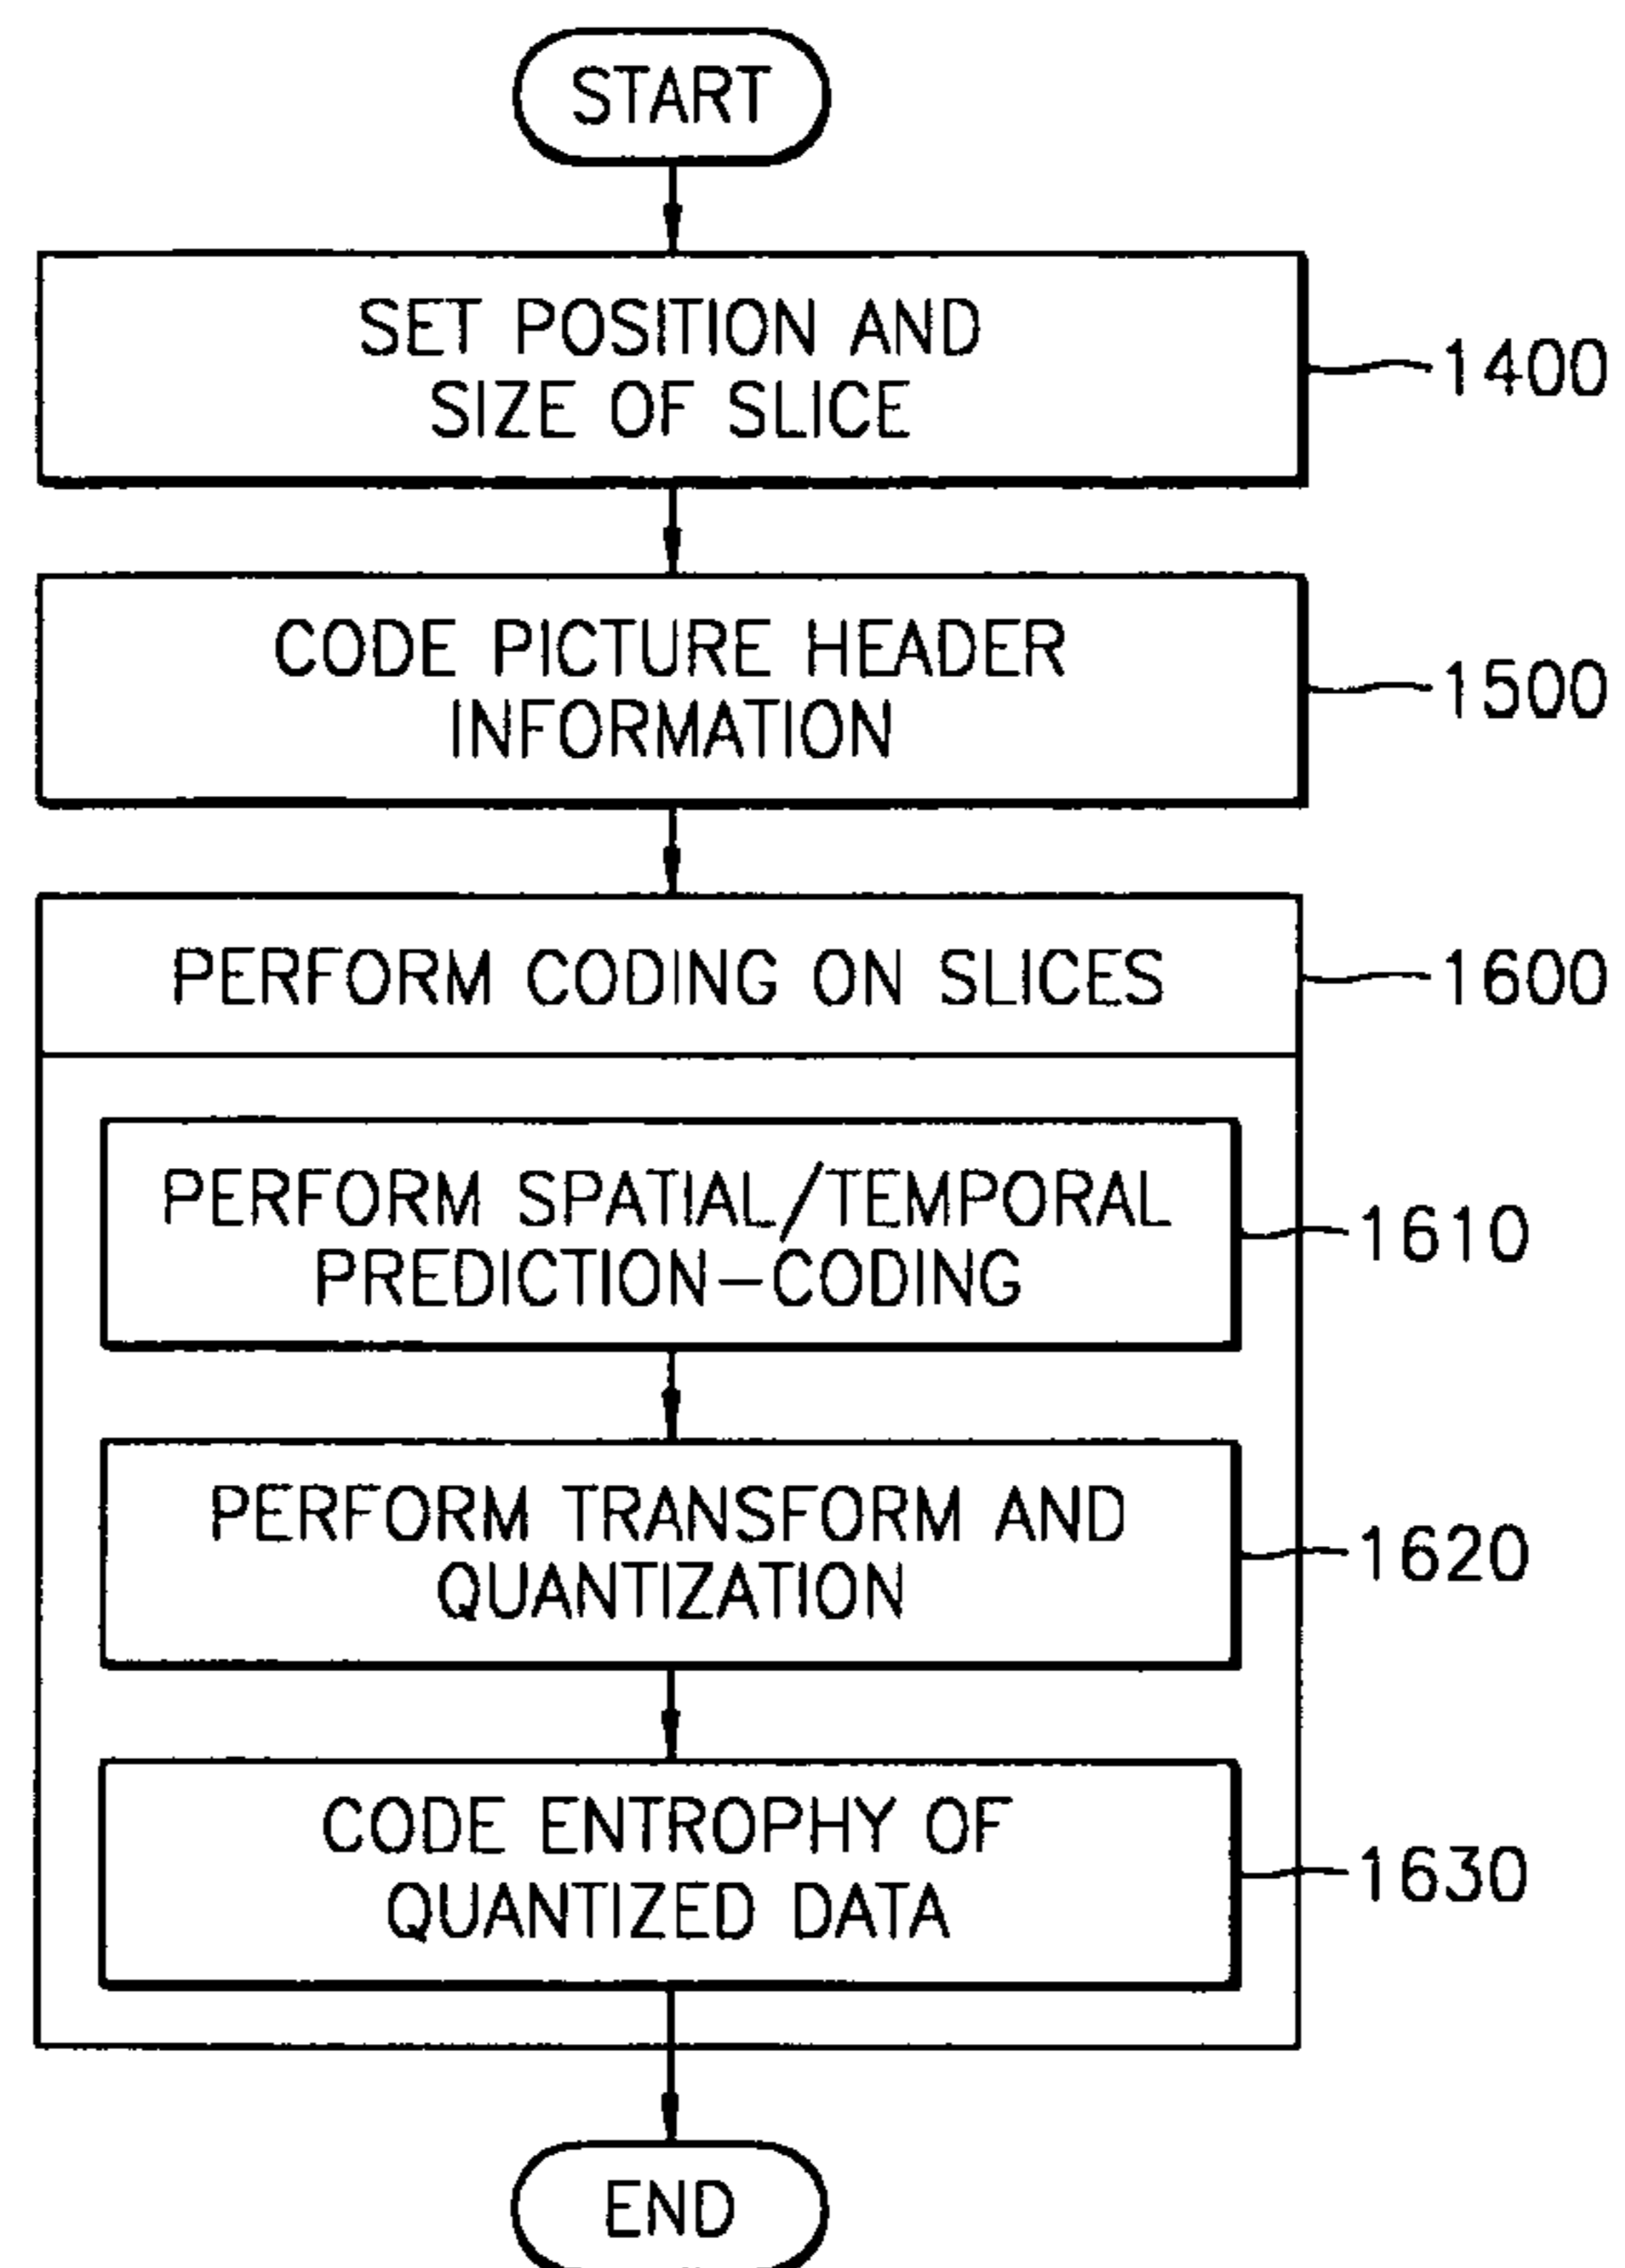 START
SET POSITION AND
SIZE OF SLICE
1400
CODE PICTURE HEADER
INFORMATION
1500
PERFORM CODING ON SLICES
1600
PERFORM SPATIAL/TEMPORAL
PREDICTION-CODING
1610
PERFORM TRANSFORM AND
QUANTIZATION
1620
CODE ENTROPHY OF
QUANTIZED DATA
1630
END